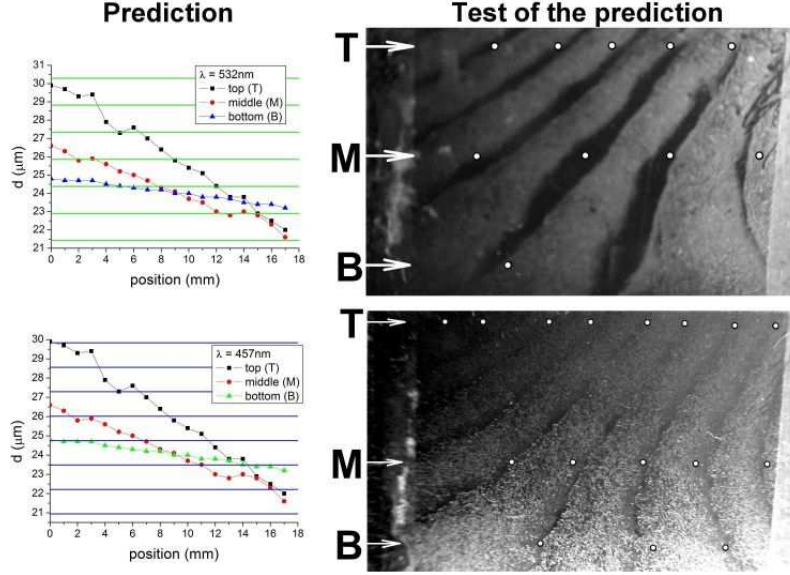 Prediction
Test of the prediction
31
30
29
28
27
26
25
24
23
22
21
d (μm)
λ = 532nm
top (T)
middle (M)
bottom (B)
0 2 4 6 8 10 12 14 16 18
position (mm)
T
M
B
30
29
28
27
26
25
24
23
22
21
d (μm)
λ = 457nm
top (T)
middle (M)
bottom (B)
0 2 4 6 8 10 12 14 16 18
position (mm)
T
M
B